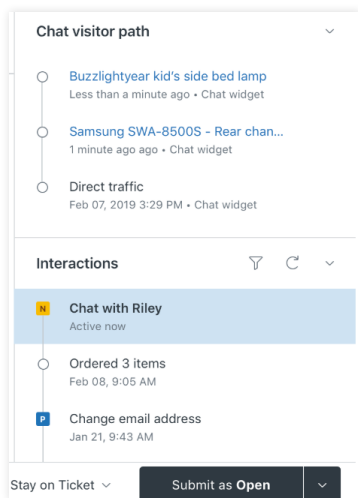 Chat visitor path
Buzzlightyear kid's side bed lamp
Less than a minute ago • Chat widget
Samsung SWA-8500S - Rear chan...
1 minute ago ago • Chat widget
Direct traffic
Feb 07, 2019 3:29 PM • Chat widget
Interactions
N Chat with Riley
Active now
Ordered 3 items
Feb 08, 9:05 AM
P Change email address
Jan 21, 9:43 AM
Stay on Ticket Submit as Open